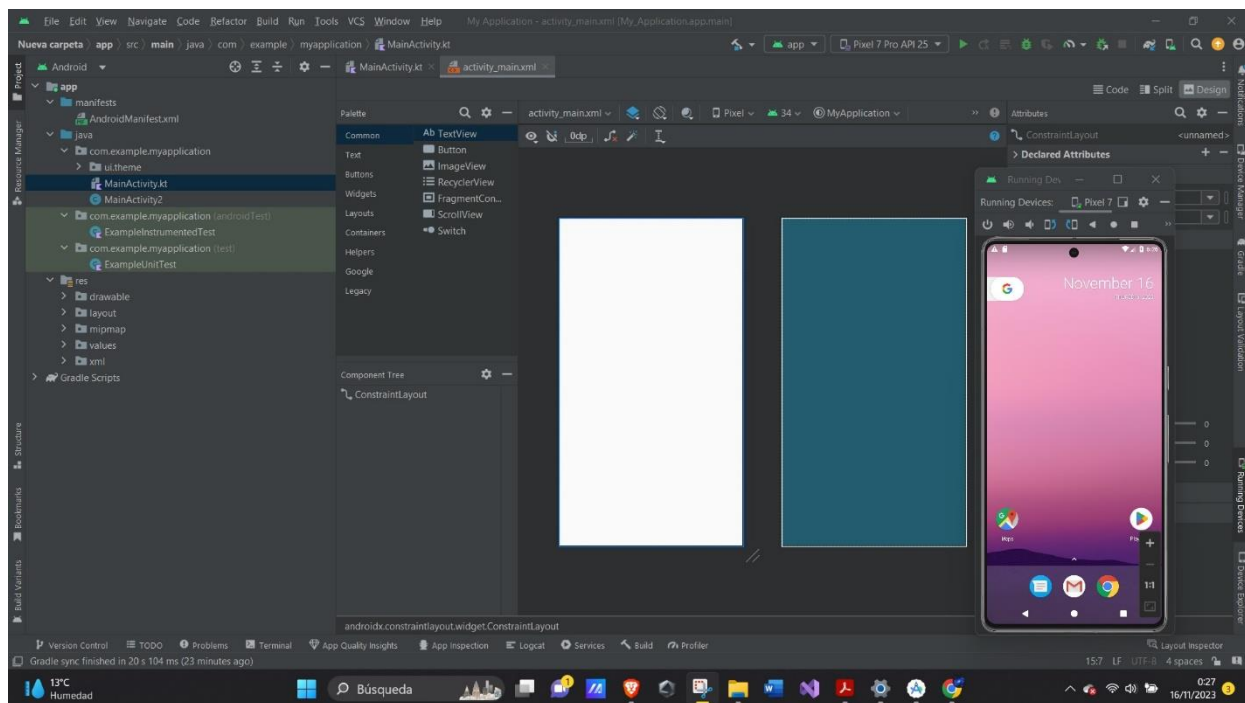 File Edit View Navigate Code Refactor Build Run Tools VCS Window Help My Application - activity_main.xml [My_Application.app.main]
Nueva carpeta app src main java com example myapplication MainActivity.kt
app Pixel 7 Pro API 25
Android
MainActivity.kt activity_main.xml
Code Split Design
Project
Resource Manager
Structure
Bookmarks
Build Variants
app
manifests
AndroidManifest.xml
java
com.example.myapplication
ui.theme
MainActivity.kt
MainActivity2
com.example.myapplication (androidTest)
ExampleInstrumentedTest
com.example.myapplication (test)
ExampleUnitTest
res
drawable
layout
mipmap
values
xml
Gradle Scripts
Palette
Common
Text
Buttons
Widgets
Layouts
Containers
Helpers
Google
Legacy
Ab TextView
Button
ImageView
RecyclerView
FragmentCon...
ScrollView
Switch
Component Tree
ConstraintLayout
activity_main.xml Pixel 34 MyApplication
0dp
Attributes
ConstraintLayout <unnamed>
Declared Attributes
Running Dev
Running Devices: Pixel 7
November 16
Maps
1:1
0
0
0
Notifications
Device Manager
Gradle
Layout Validation
Running Devices
Device Explorer
androidx.constraintlayout.widget.ConstraintLayout
Version Control TODO Problems Terminal App Quality Insights App Inspection Logcat Services Build Profiler Layout Inspector
Gradle sync finished in 20 s 104 ms (23 minutes ago) 15:7 LF UTF-8 4 spaces
13°C
Humedad
Búsqueda
0:27
16/11/2023